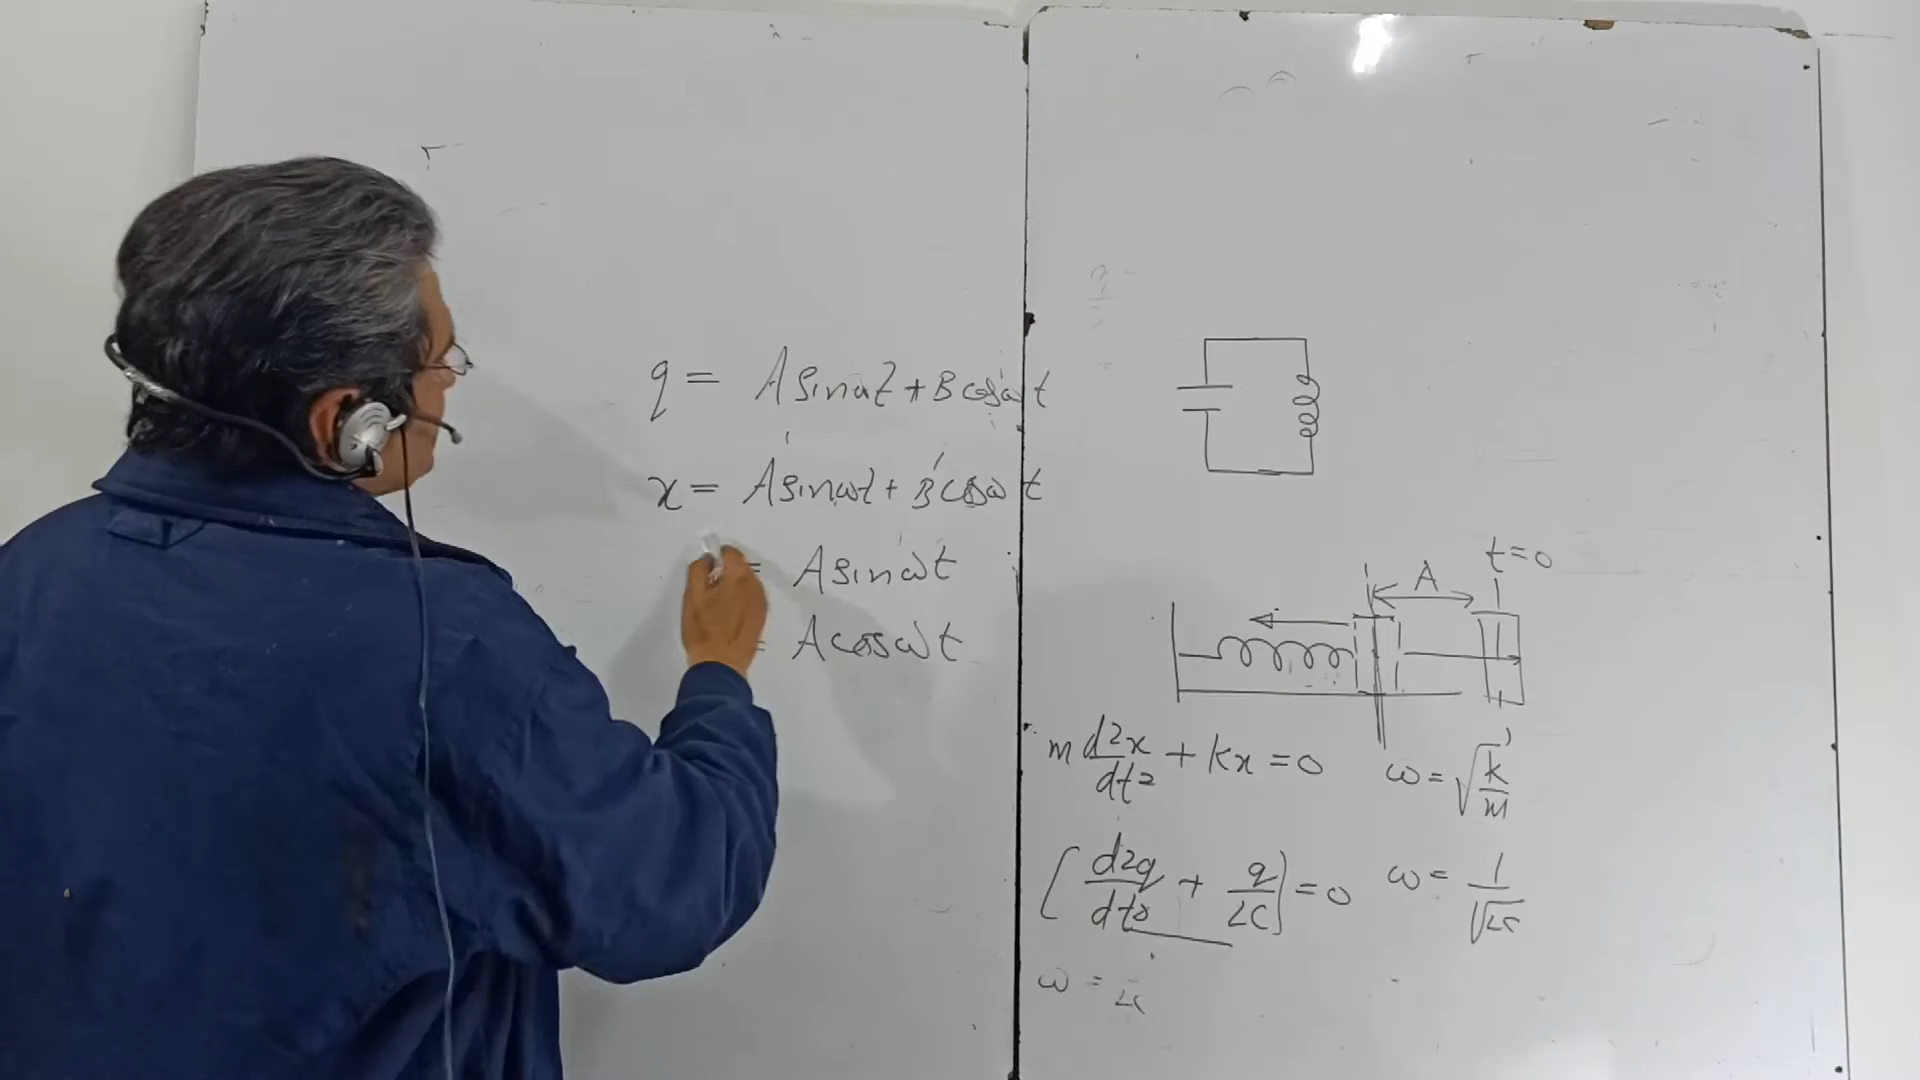 q = A sin ωt + B cos ωt
x = A' sin ωt + B' cos ωt
= A sin ωt
= A cos ωt
t = 0
A
m d2x/dt2 + kx = 0
ω = √k/m
[d2q/dt2 + q/LC] = 0
ω = 1/√LC
ω =